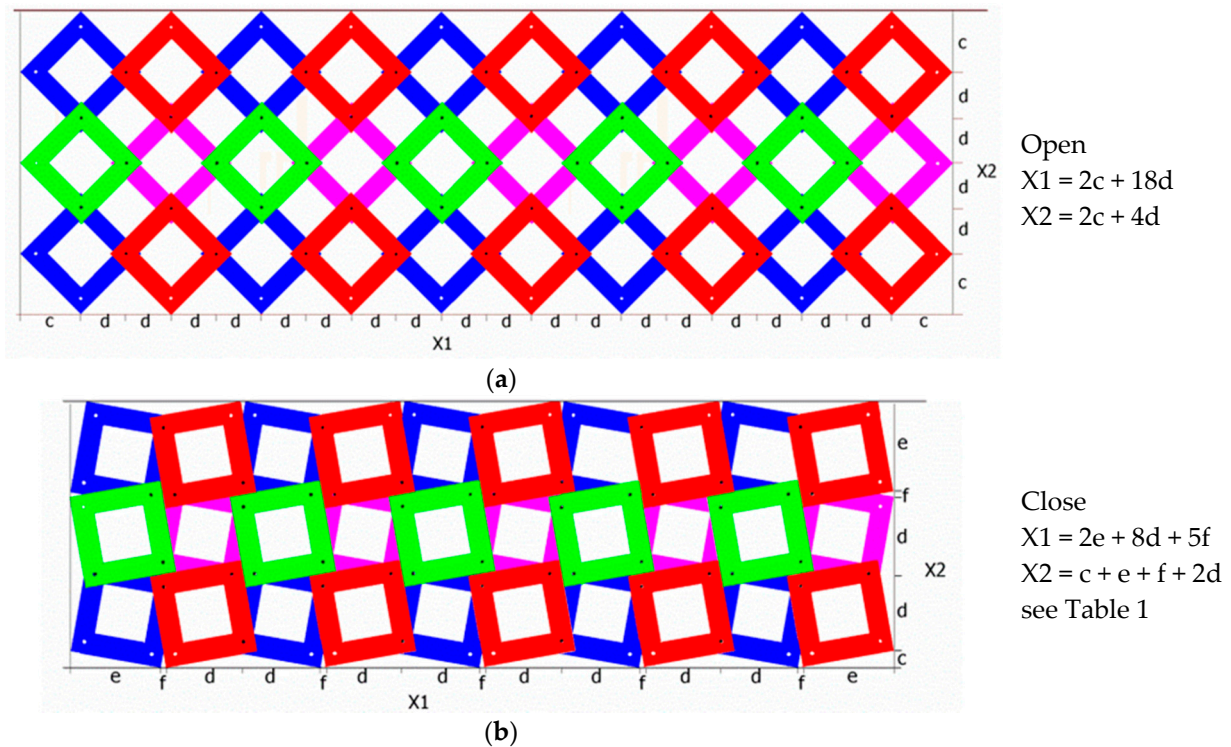 c
d
d
d
d
c
X2
c d d d d d d d d d d d d d d d d d d c
X1
Open
X1 = 2c + 18d
X2 = 2c + 4d
(a)
e
f
d
d
c
X2
e f d d f d d f d d f d d f e
X1
Close
X1 = 2e + 8d + 5f
X2 = c + e + f + 2d
see Table 1
(b)